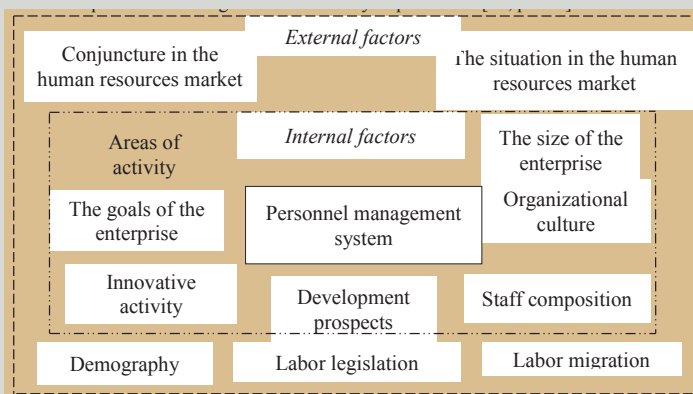 External factors
Conjuncture in the
human resources market
The situation in the human
resources market
Internal factors
Areas of
activity
The size of the
enterprise
The goals of the
enterprise
Personnel management
system
Organizational
culture
Innovative
activity
Development
prospects
Staff composition
Demography
Labor legislation
Labor migration